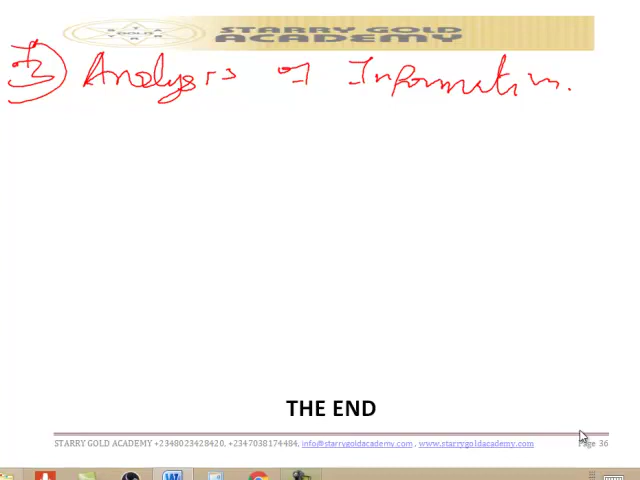 STARRY GOLD
ACADEMY
Analysis of Information.
THE END
STARRY GOLD ACADEMY +2348023428420, +2347038174484, info@starrygoldacademy.com , www.starrygoldacademy.com Page 36